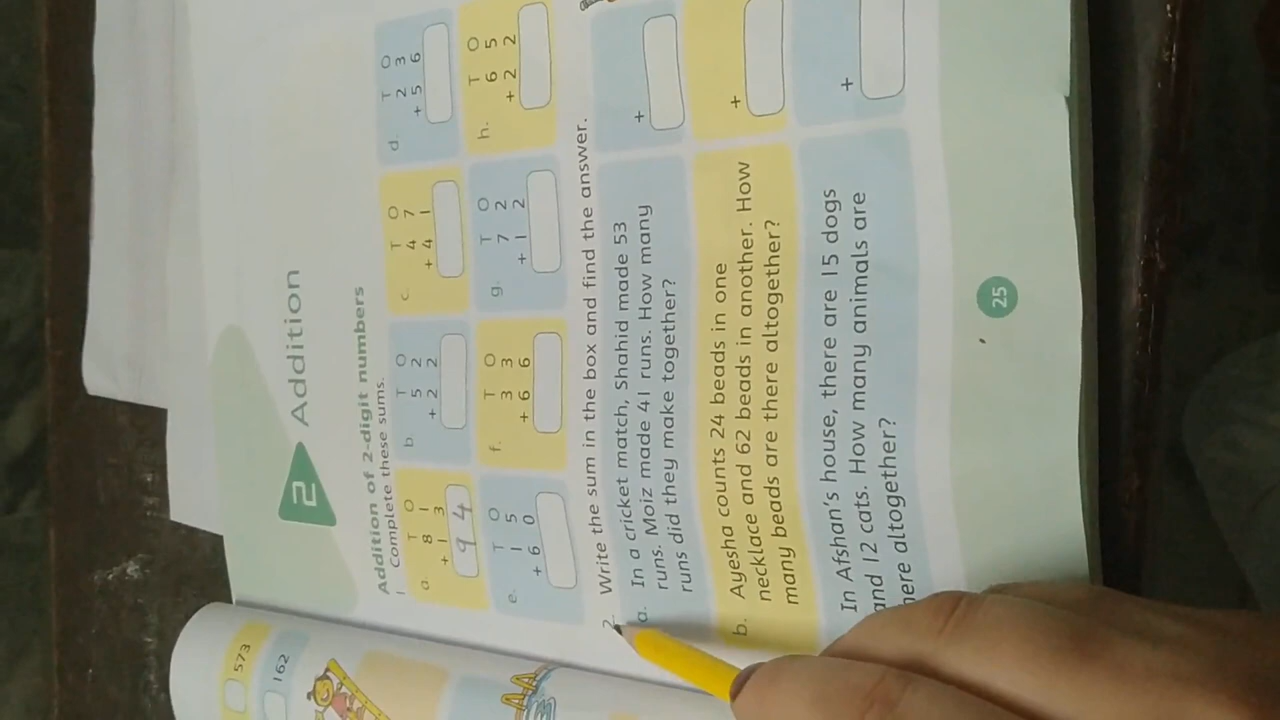 573
162
2 Addition
Addition of 2-digit numbers
1 Complete these sums.
a. T O
8 1
+ 1 3
9 4
b. T O
5 2
+ 2 2
c. T O
4 7
+ 4 1
d. T O
2 3
+ 5 6
e. T O
1 5
+ 6 0
f. T O
3 3
+ 6 6
g. T O
7 2
+ 1 2
h. T O
6 5
+ 2 2
2. Write the sum in the box and find the answer.
a. In a cricket match, Shahid made 53
runs. Moiz made 41 runs. How many
runs did they make together?
+
b. Ayesha counts 24 beads in one
necklace and 62 beads in another. How
many beads are there altogether?
+
In Afshan's house, there are 15 dogs
and 12 cats. How many animals are
here altogether?
+
25